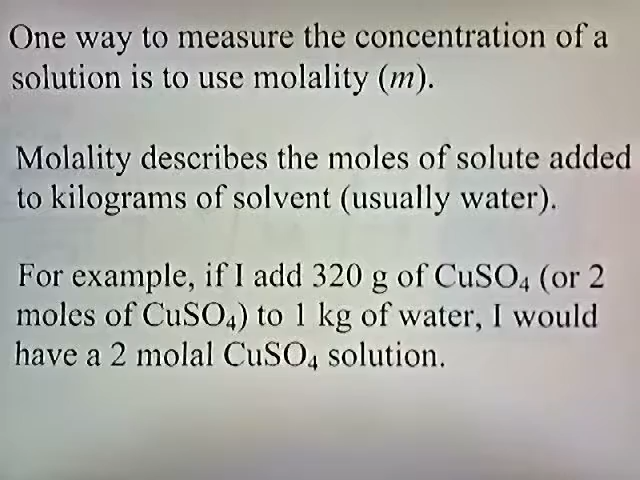 One way to measure the concentration of a
solution is to use molality (m).
Molality describes the moles of solute added
to kilograms of solvent (usually water).
For example, if I add 320 g of CuSO₄ (or 2
moles of CuSO₄) to 1 kg of water, I would
have a 2 molal CuSO₄ solution.